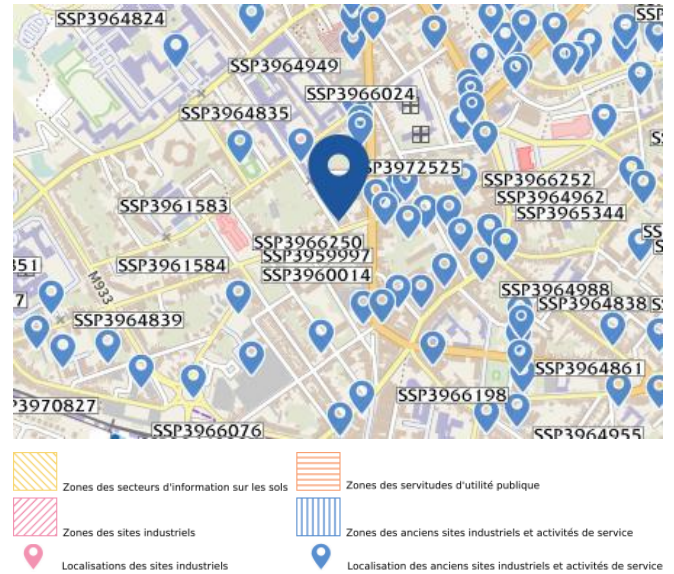 SSP3964824
SSP3964949
SSP3966024
SSP3964835
SSP3972525
SSP3966252
SSP3964962
SSP3965344
SSP3961583
SSP3966250
SSP3959997
SSP3961584
SSP3960014
M933
SSP3964988
SSP3964838
SSP3964839
SSP3964861
SSP3966198
SSP3970827
SSP3966076
SSP3964955
Zones des secteurs d'information sur les sols
Zones des servitudes d'utilité publique
Zones des sites industriels
Zones des anciens sites industriels et activités de service
Localisations des sites industriels
Localisation des anciens sites industriels et activités de service